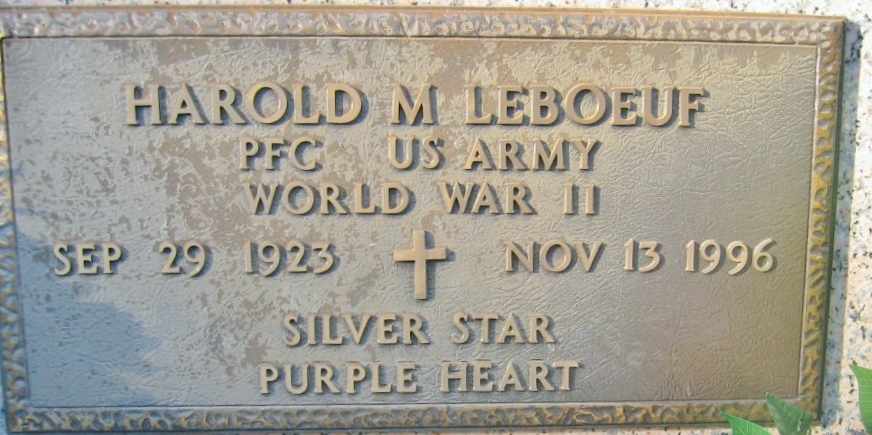 HAROLD M LEBOEUF
PFC US ARMY
WORLD WAR II
SEP 29 1923 NOV 13 1996
SILVER STAR
PURPLE HEART